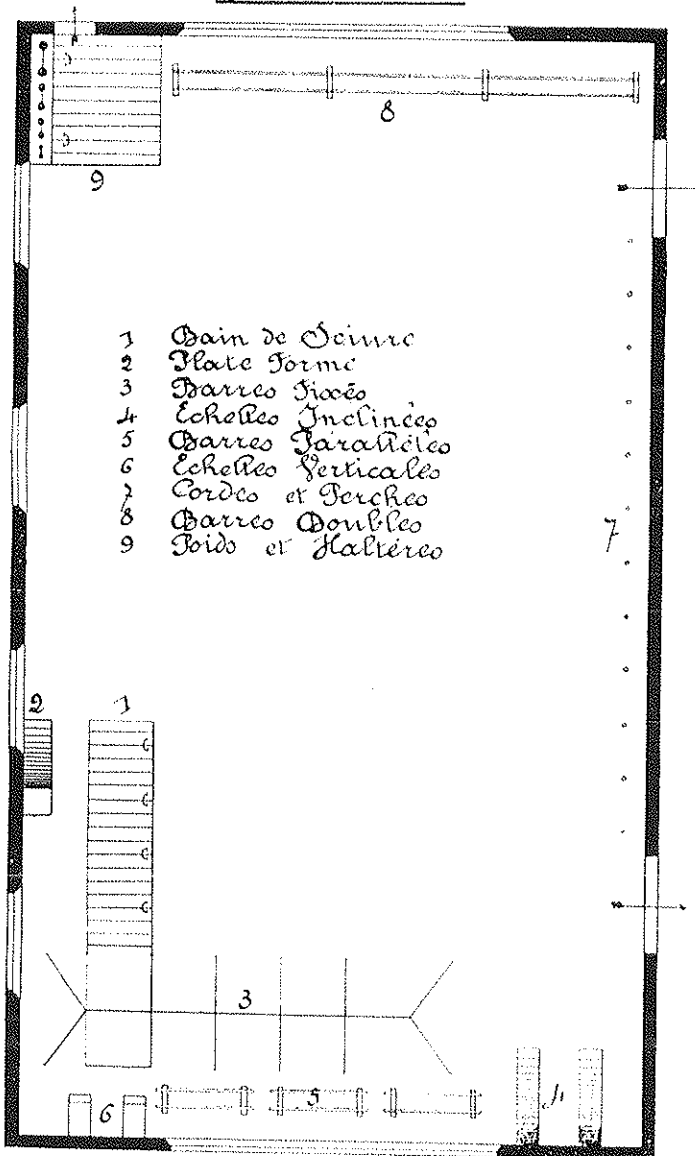 8
9
1 Bain de Sciure
2 Plate Forme
3 Barres Fixes
4 Echelles Inclinées
5 Barres Parallèles
6 Echelles Verticales
7 Cordes et Perches
8 Barres Doubles
9 Poids et Haltères
7
2
1
3
6
5
4